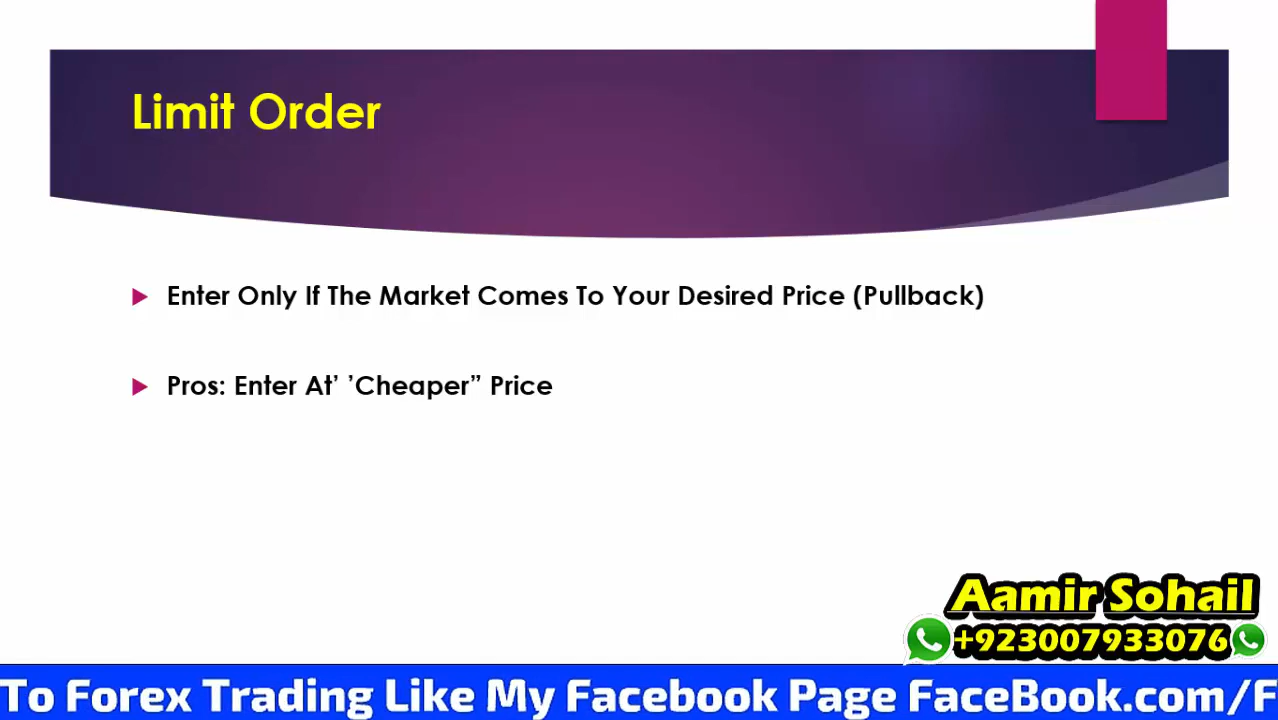 Limit Order
Enter Only If The Market Comes To Your Desired Price (Pullback)
Pros: Enter At’ ’Cheaper” Price
Aamir Sohail
+923007933076
To Forex Trading Like My Facebook Page FaceBook.com/F